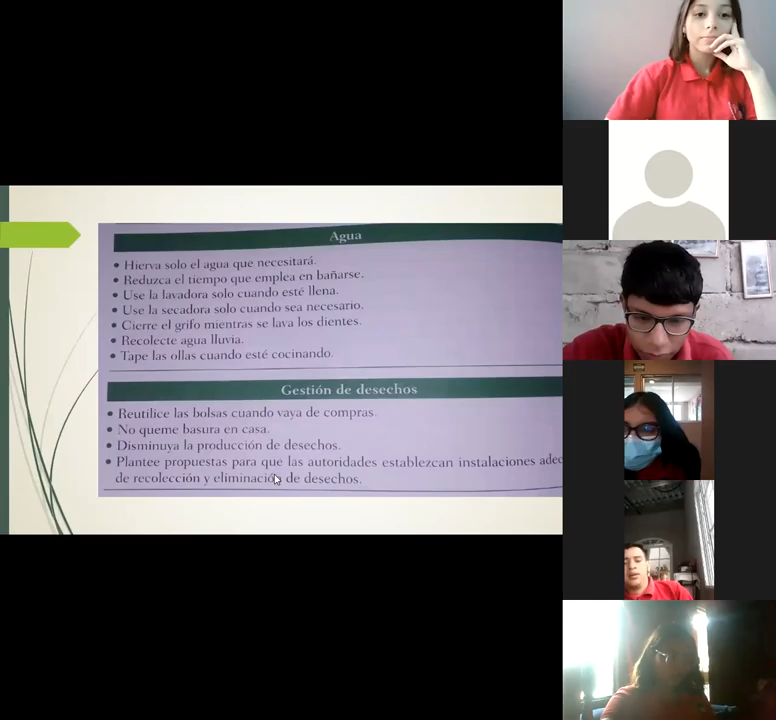 Agua
• Hierva solo el agua que necesitará.
• Reduzca el tiempo que emplea en bañarse.
• Use la lavadora solo cuando esté llena.
• Use la secadora solo cuando sea necesario.
• Cierre el grifo mientras se lava los dientes.
• Recolecte agua lluvia.
• Tape las ollas cuando esté cocinando.
Gestión de desechos
• Reutilice las bolsas cuando vaya de compras.
• No queme basura en casa.
• Disminuya la producción de desechos.
• Plantee propuestas para que las autoridades establezcan instalaciones adec
de recolección y eliminación de desechos.